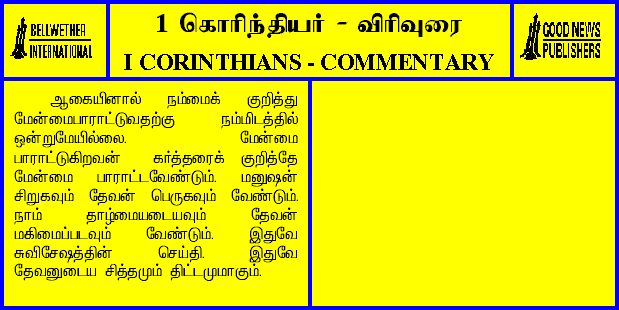 BELLWETHER
INTERNATIONAL
1 கொரிந்தியர் - விரிவுரை
I CORINTHIANS - COMMENTARY
GOOD NEWS
PUBLISHERS
ஆகையினால் நம்மைக் குறித்து
மேன்மைபாராட்டுவதற்கு நம்மிடத்தில்
ஒன்றுமேயில்லை. மேன்மை
பாராட்டுகிறவன் கர்த்தரைக் குறித்தே
மேன்மை பாராட்டவேண்டும். மனுஷன்
சிறுகவும் தேவன் பெருகவும் வேண்டும்.
நாம் தாழ்மையடையவும் தேவன்
மகிமைப்படவும் வேண்டும். இதுவே
சுவிசேஷத்தின் செய்தி. இதுவே
தேவனுடைய சித்தமும் திட்டமுமாகும்.